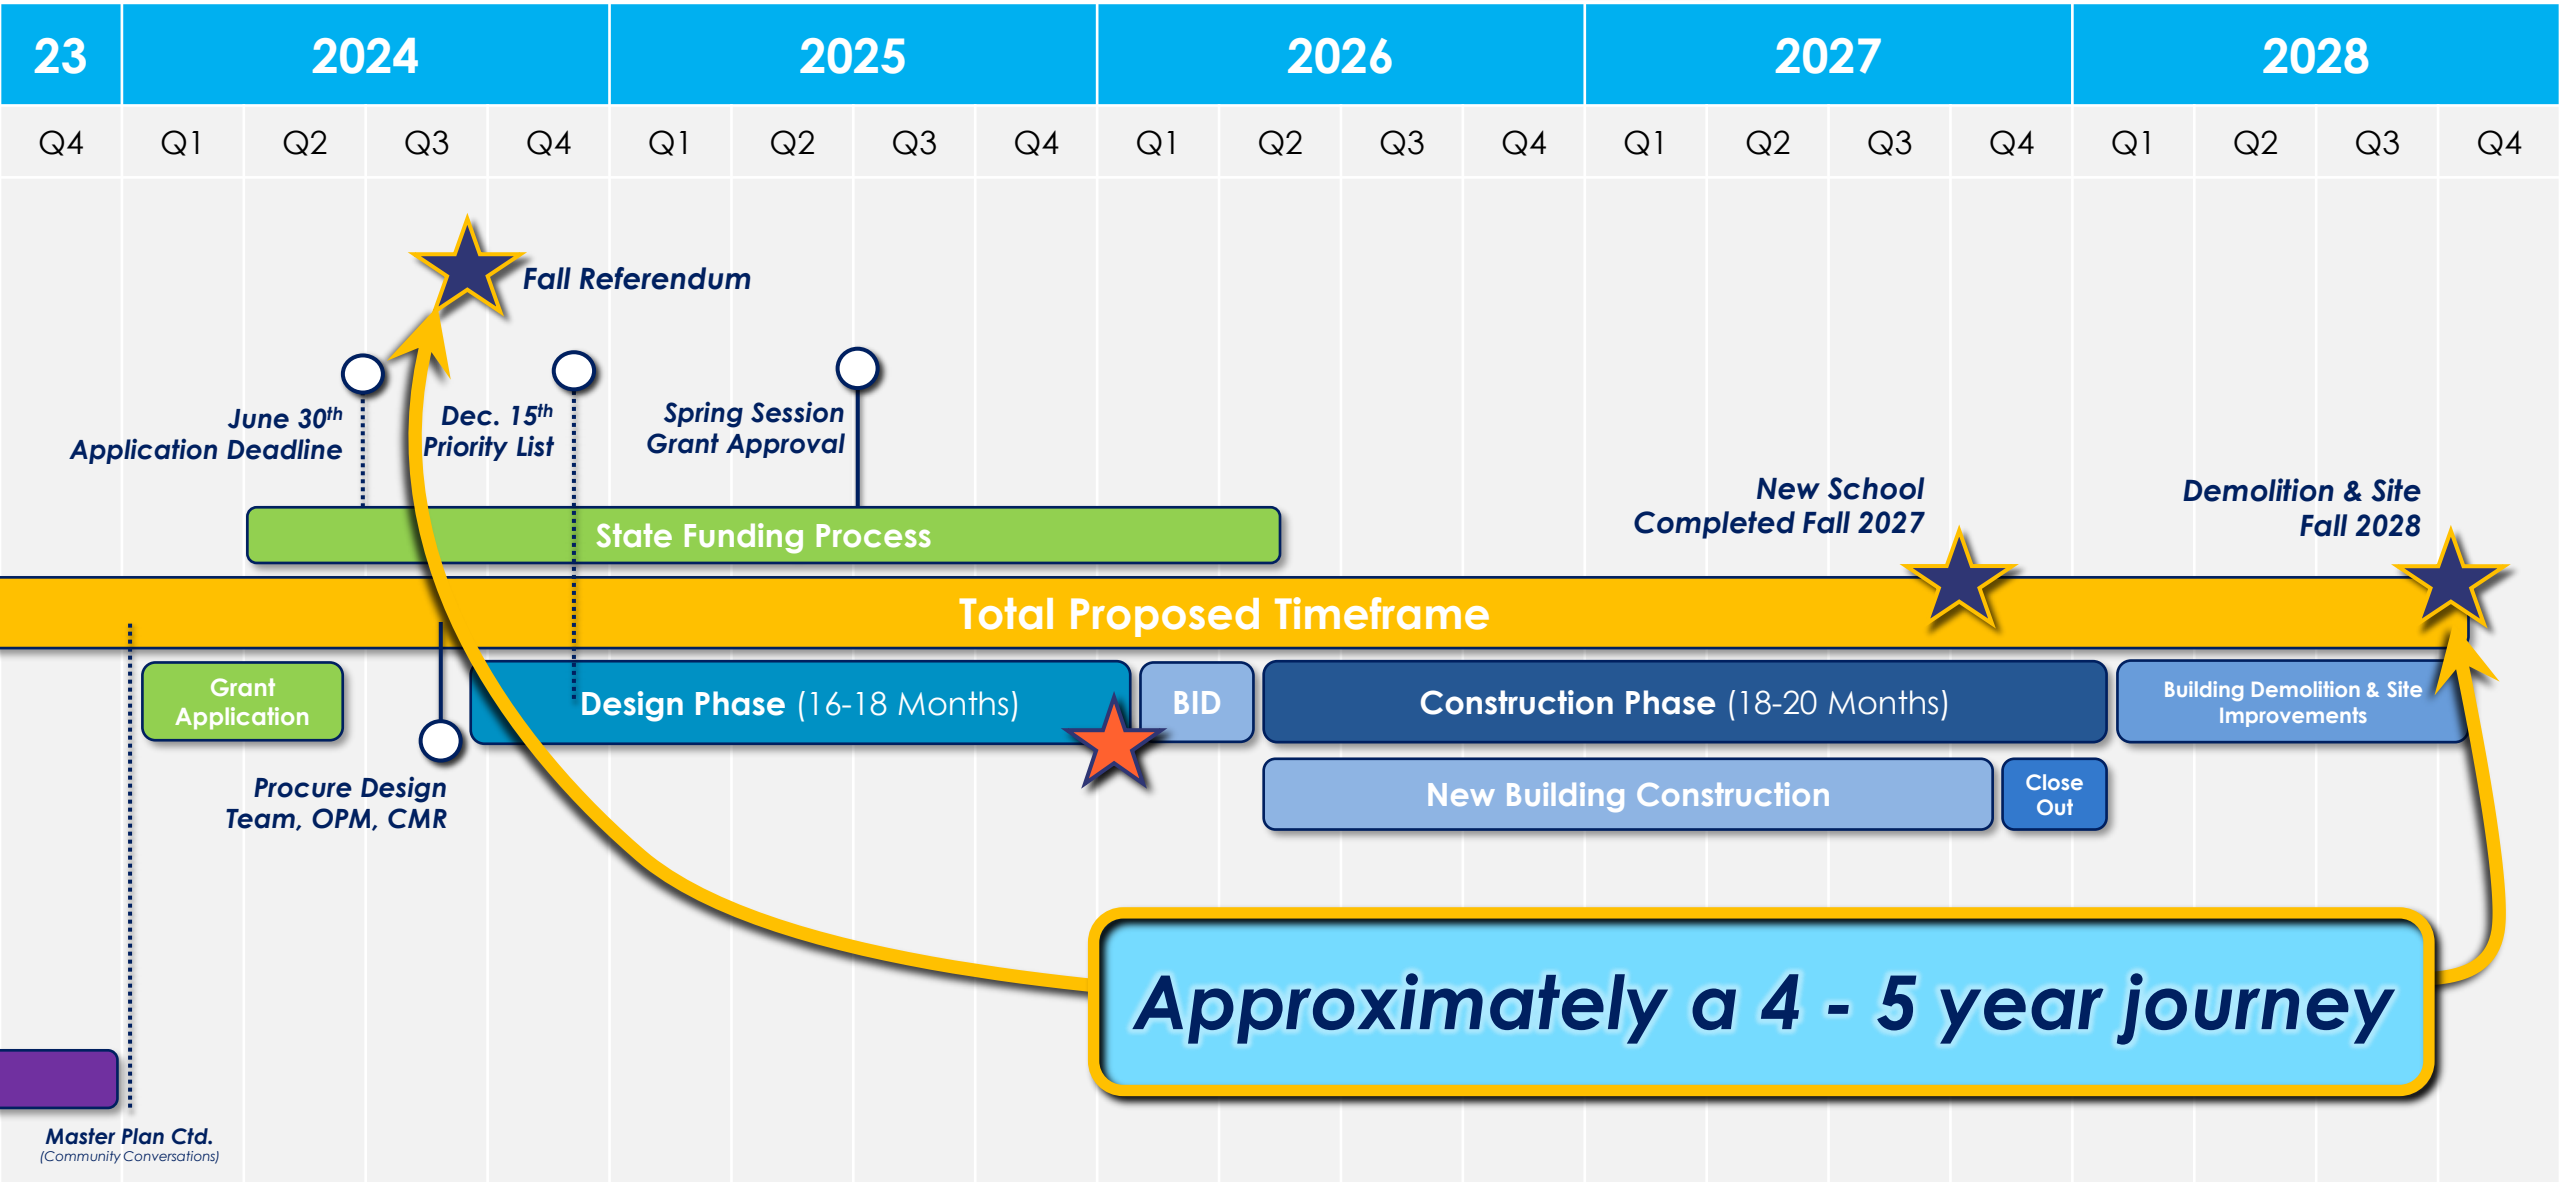 23 2024 2025 2026 2027 2028
Q4 Q1 Q2 Q3 Q4 Q1 Q2 Q3 Q4 Q1 Q2 Q3 Q4 Q1 Q2 Q3 Q4 Q1 Q2 Q3 Q4
Fall Referendum
June 30th
Application Deadline
Dec. 15th
Priority List
Spring Session
Grant Approval
New School
Completed Fall 2027
Demolition & Site
Fall 2028
State Funding Process
Total Proposed Timeframe
Grant
Application
Design Phase (16-18 Months)
BID
Construction Phase (18-20 Months)
Building Demolition & Site
Improvements
Procure Design
Team, OPM, CMR
New Building Construction
Close
Out
Approximately a 4 - 5 year journey
Master Plan Ctd.
(Community Conversations)